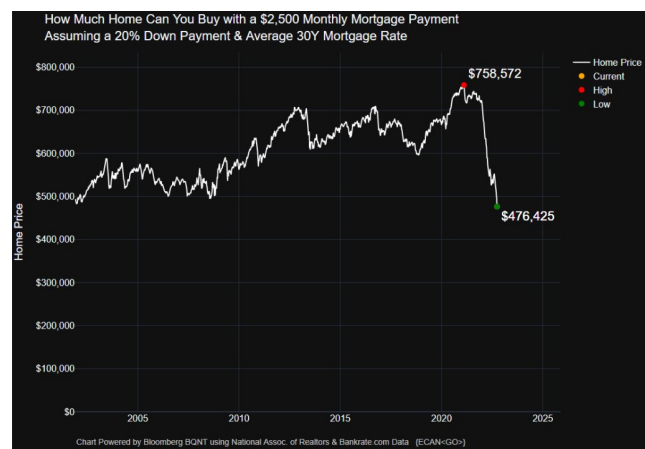 How Much Home Can You Buy with a $2,500 Monthly Mortgage Payment
Assuming a 20% Down Payment & Average 30Y Mortgage Rate
Home Price
Current
High
Low
$758,572
$476,425
Home Price
$800,000
$700,000
$600,000
$500,000
$400,000
$300,000
$200,000
$100,000
$0
2005
2010
2015
2020
2025
Chart Powered by Bloomberg BQNT using National Assoc. of Realtors & Bankrate.com Data {ECAN<GO>}